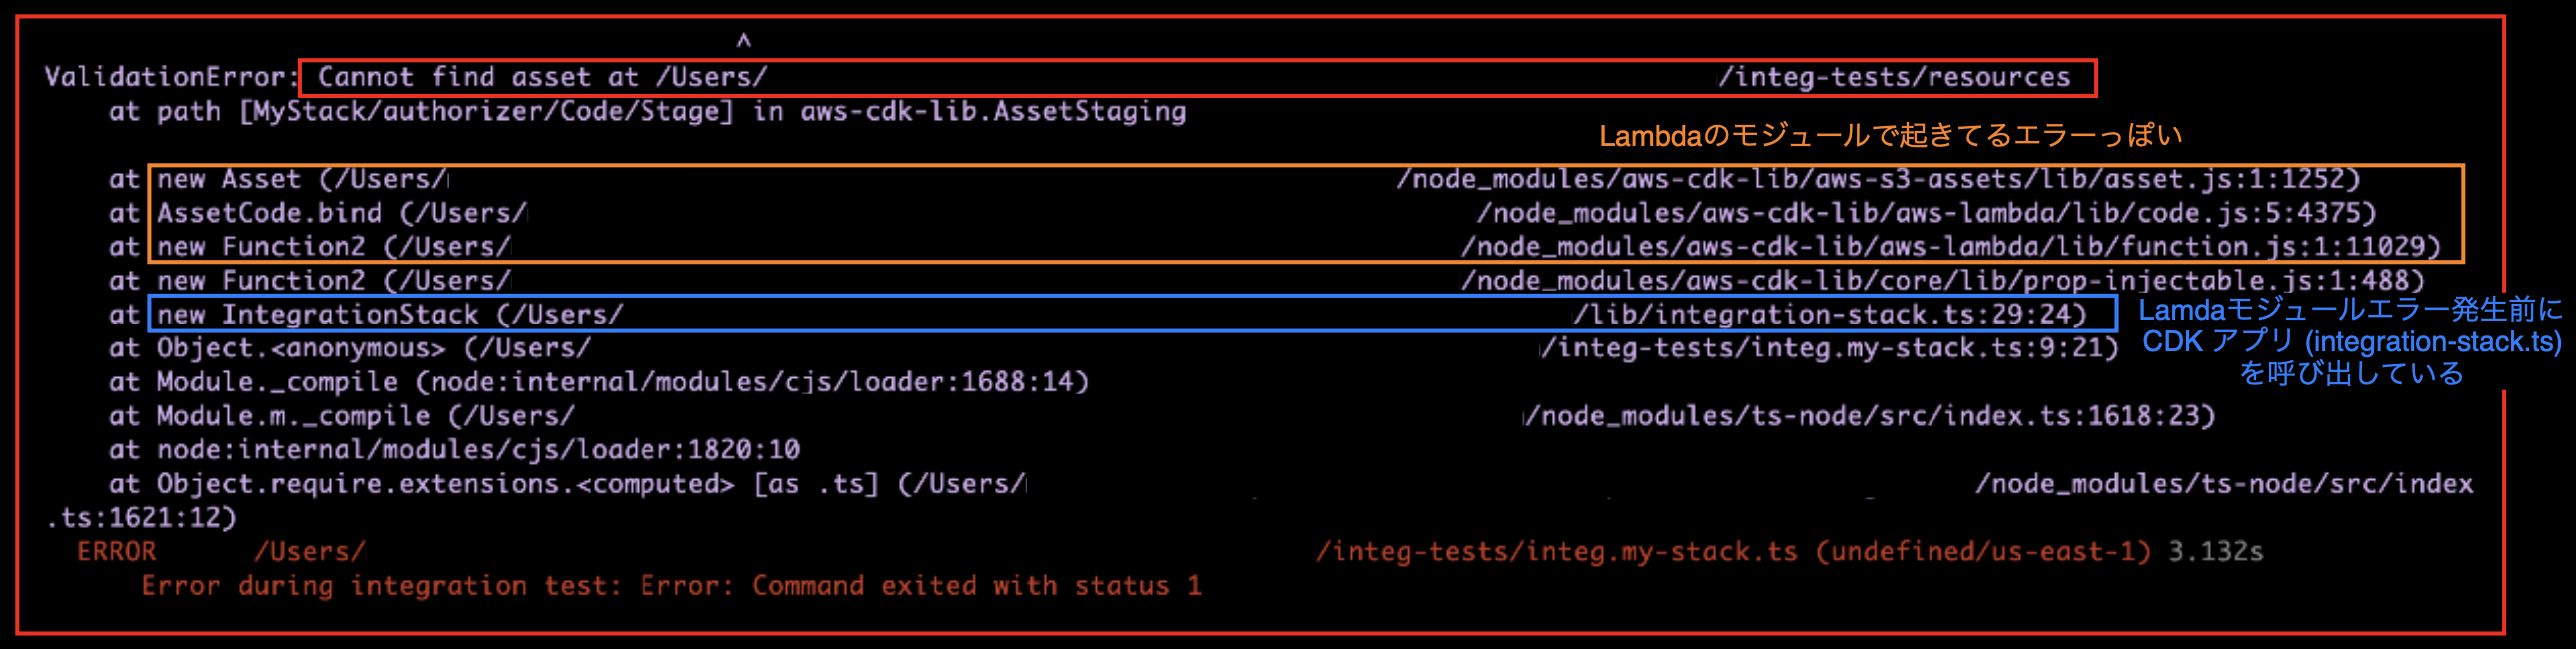 ^
ValidationError: Cannot find asset at /Users/ /integ-tests/resources
at path [MyStack/authorizer/Code/Stage] in aws-cdk-lib.AssetStaging
Lambdaのモジュールで起きてるエラーっぽい
at new Asset (/Users/ /node_modules/aws-cdk-lib/aws-s3-assets/lib/asset.js:1:1252)
at AssetCode.bind (/Users/ /node_modules/aws-cdk-lib/aws-lambda/lib/code.js:5:4375)
at new Function2 (/Users/ /node_modules/aws-cdk-lib/aws-lambda/lib/function.js:1:11029)
at new Function2 (/Users/ /node_modules/aws-cdk-lib/core/lib/prop-injectable.js:1:488)
at new IntegrationStack (/Users/ /lib/integration-stack.ts:29:24)
Lamdaモジュールエラー発生前に
CDK アプリ (integration-stack.ts)
を呼び出している
at Object.<anonymous> (/Users/ /integ-tests/integ.my-stack.ts:9:21)
at Module._compile (node:internal/modules/cjs/loader:1688:14)
at Module.m._compile (/Users/ /node_modules/ts-node/src/index.ts:1618:23)
at node:internal/modules/cjs/loader:1820:10
at Object.require.extensions.<computed> [as .ts] (/Users/ /node_modules/ts-node/src/index
.ts:1621:12)
ERROR /Users/ /integ-tests/integ.my-stack.ts (undefined/us-east-1) 3.132s
Error during integration test: Error: Command exited with status 1